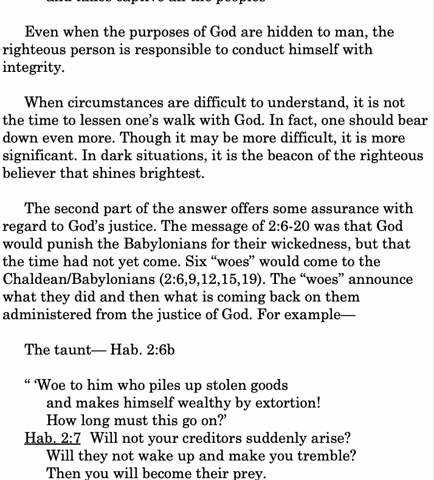 and takes captive all the peoples
Even when the purposes of God are hidden to man, the
righteous person is responsible to conduct himself with
integrity.
When circumstances are difficult to understand, it is not
the time to lessen one’s walk with God. In fact, one should bear
down even more. Though it may be more difficult, it is more
significant. In dark situations, it is the beacon of the righteous
believer that shines brightest.
The second part of the answer offers some assurance with
regard to God’s justice. The message of 2:6-20 was that God
would punish the Babylonians for their wickedness, but that
the time had not yet come. Six “woes” would come to the
Chaldean/Babylonians (2:6,9,12,15,19). The “woes” announce
what they did and then what is coming back on them
administered from the justice of God. For example—
The taunt— Hab. 2:6b
“ ‘Woe to him who piles up stolen goods
and makes himself wealthy by extortion!
How long must this go on?’
Hab. 2:7 Will not your creditors suddenly arise?
Will they not wake up and make you tremble?
Then you will become their prey.